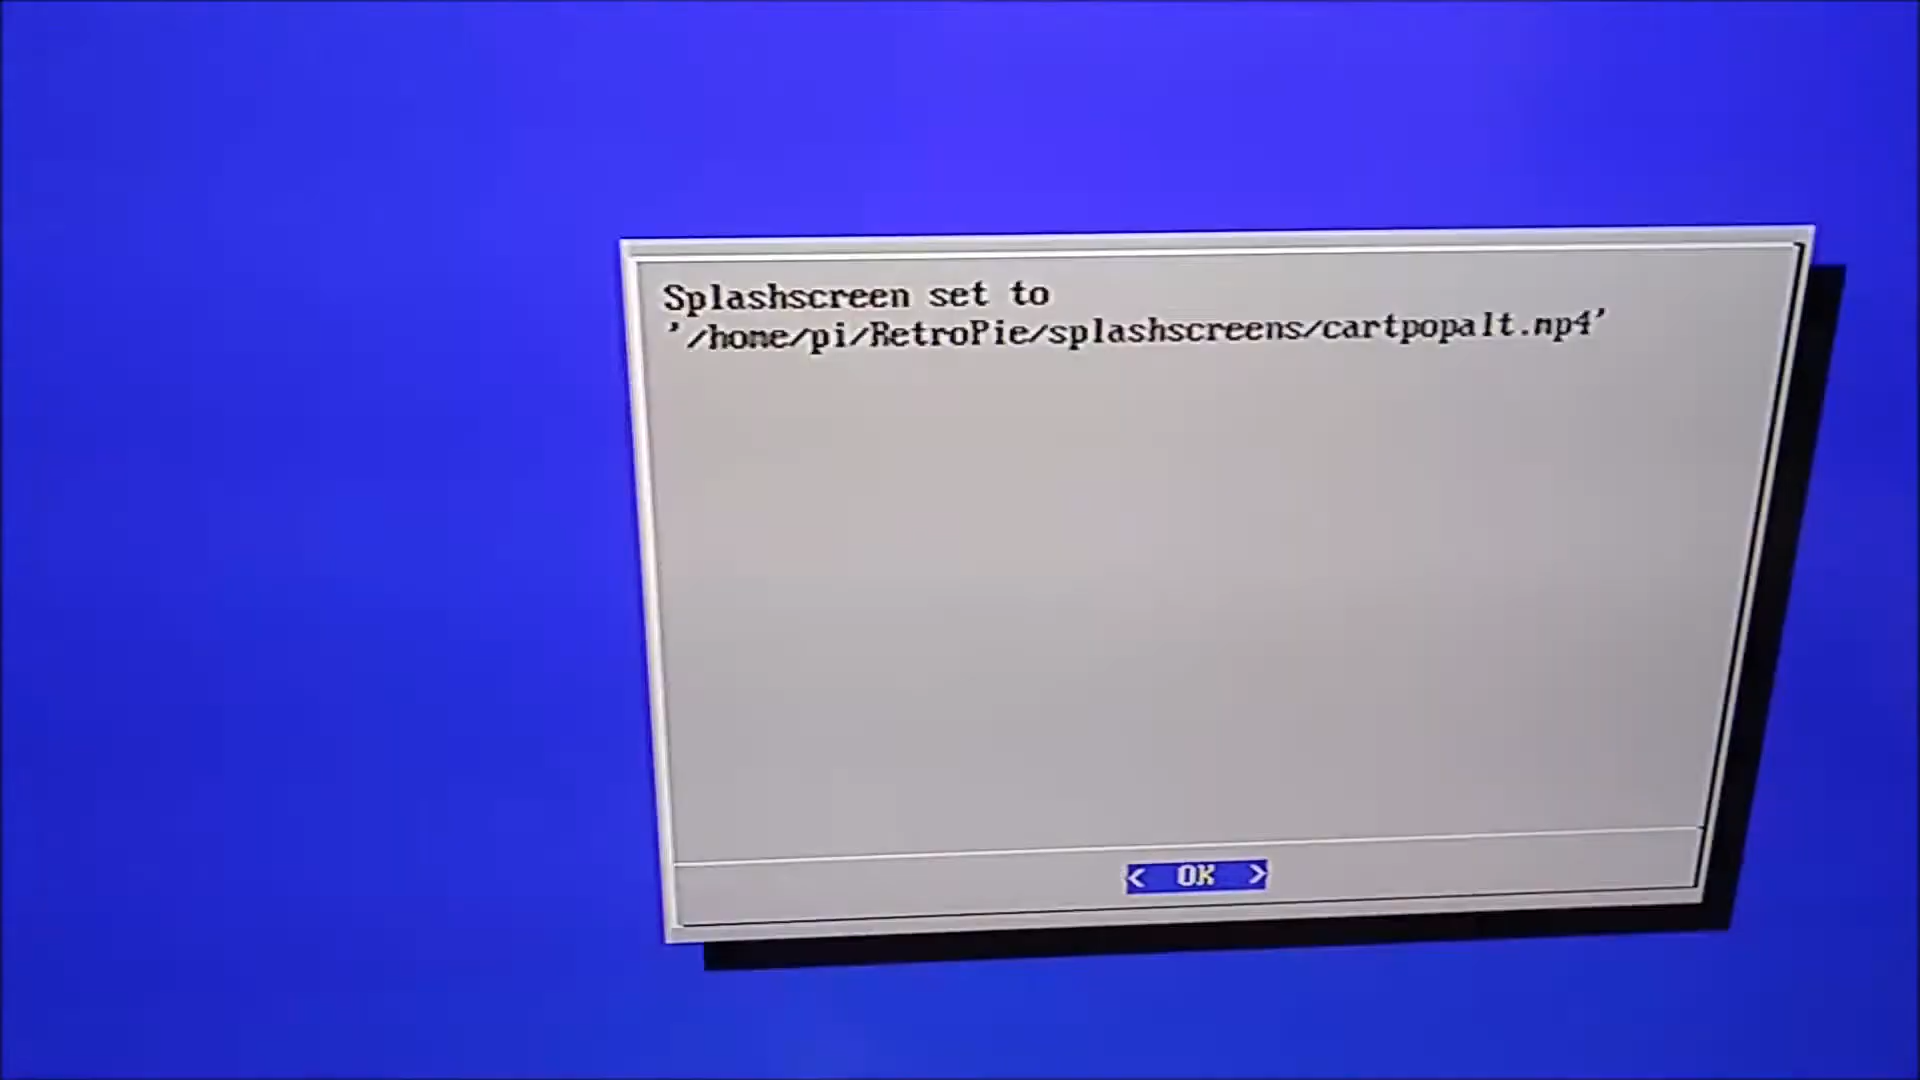 Splashscreen set to
'/home/pi/RetroPie/splashscreens/cartpopalt.mp4'
< OK >